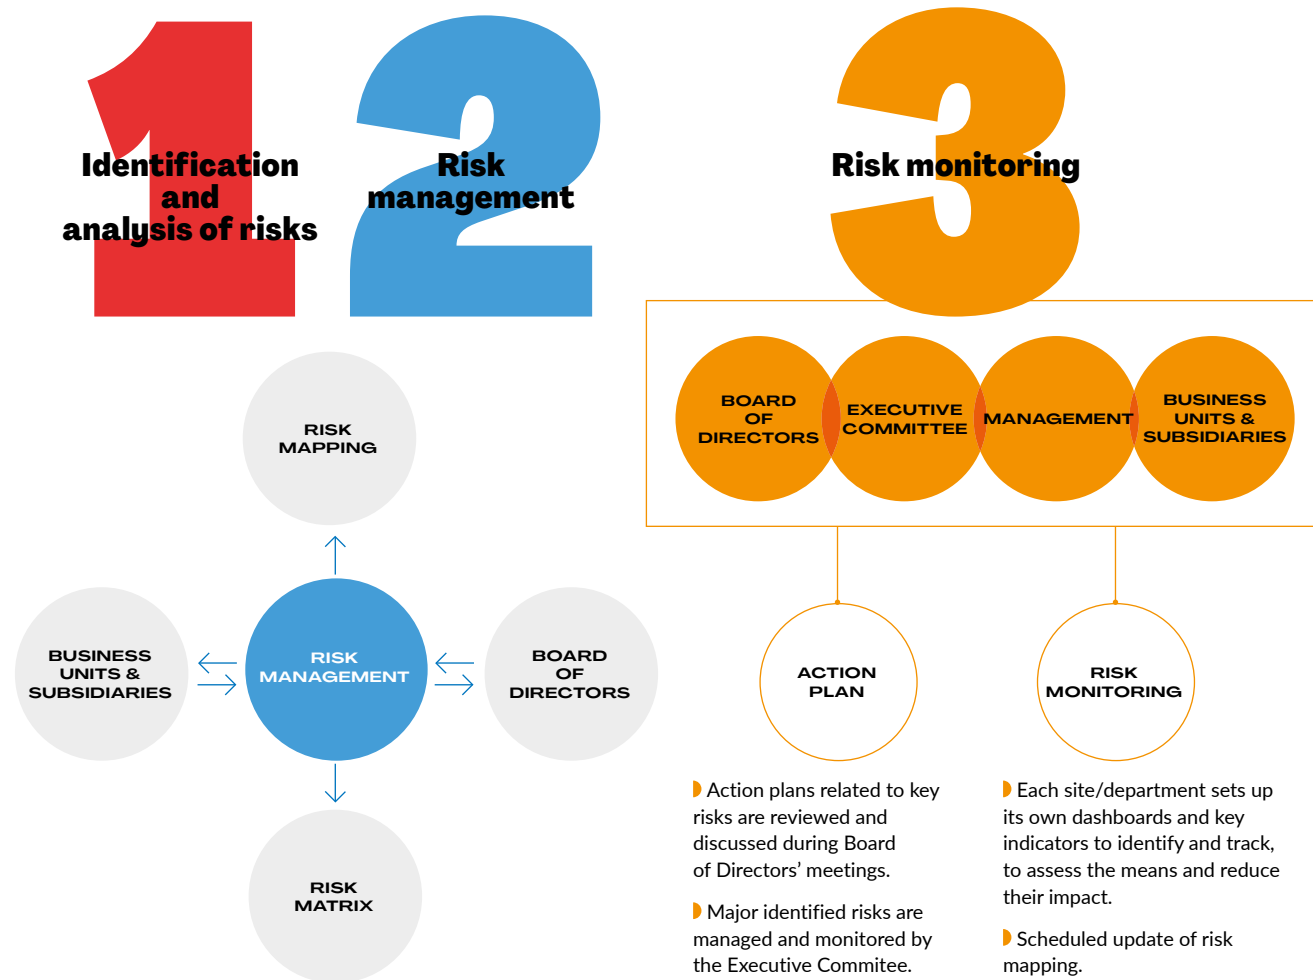 1
Identification
and
analysis of risks
2
Risk
management
3
Risk monitoring
RISK
MAPPING
BUSINESS
UNITS &
SUBSIDIARIES
RISK
MANAGEMENT
BOARD
OF
DIRECTORS
RISK
MATRIX
BOARD
OF
DIRECTORS
EXECUTIVE
COMMITTEE
MANAGEMENT
BUSINESS
UNITS &
SUBSIDIARIES
ACTION
PLAN
Action plans related to key
risks are reviewed and
discussed during Board
of Directors’ meetings.
Major identified risks are
managed and monitored by
the Executive Commitee.
RISK
MONITORING
Each site/department sets up
its own dashboards and key
indicators to identify and track,
to assess the means and reduce
their impact.
Scheduled update of risk
mapping.